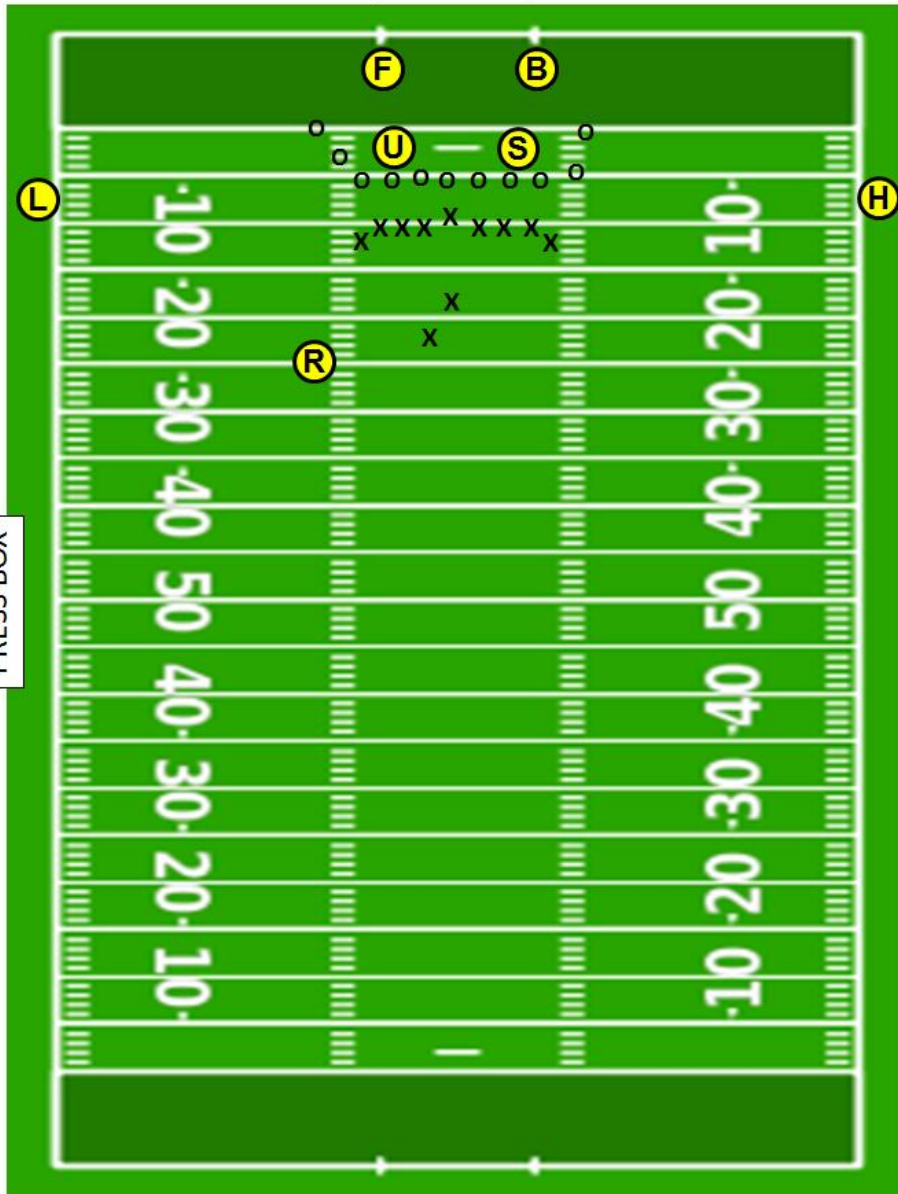 F B
o o
U S
o
o
o o o o o o o
L H
X
10 10
X X X X X X
X X
X
20 20
X
R
30 30
40 40
PRESS BOX
50 50
40 40
30 30
20 20
10 10